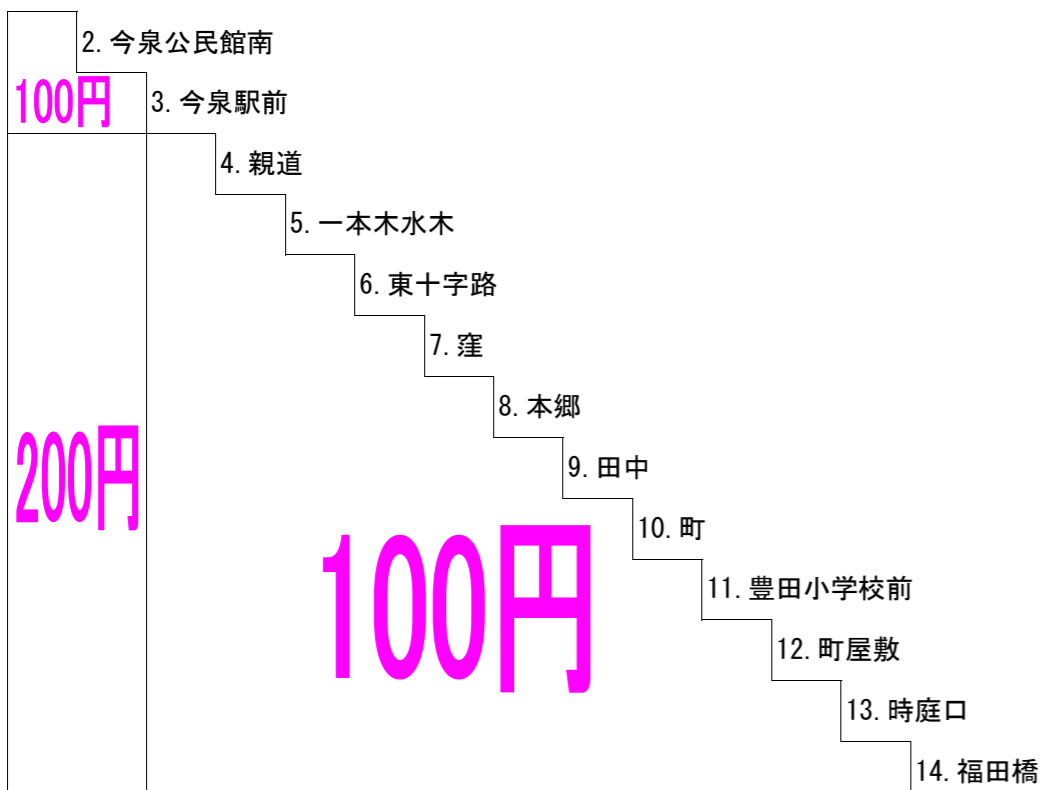 2. 今泉公民館南
100円
3. 今泉駅前
4. 親道
5. 一本木水木
6. 東十字路
7. 窪
8. 本郷
200円
9. 田中
10. 町
100円
11. 豊田小学校前
12. 町屋敷
13. 時庭口
14. 福田橋